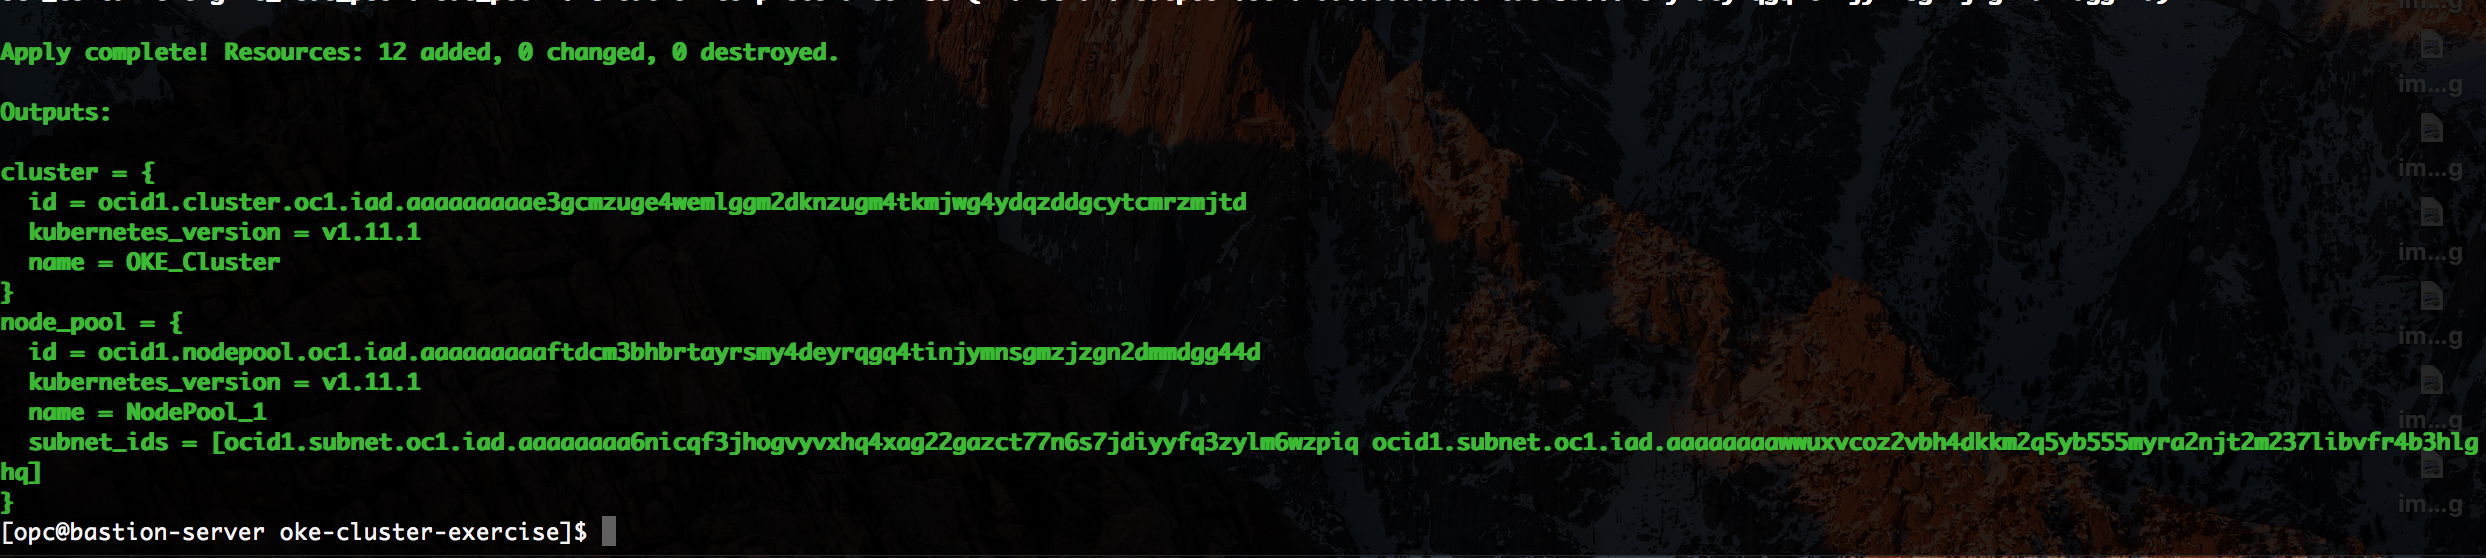 Apply complete! Resources: 12 added, 0 changed, 0 destroyed.
Outputs:
cluster = {
id = ocid1.cluster.oc1.iad.aaaaaaaaaae3gcmzuge4wemlggm2dknzugm4tkmjwg4ydqzddgcytcmrzmjtd
kubernetes_version = v1.11.1
name = OKE_Cluster
}
node_pool = {
id = ocid1.nodepool.oc1.iad.aaaaaaaaaftdcm3bhbrtayrsmy4deyrqgq4tinjymnsgmzjzgn2dmmdgg44d
kubernetes_version = v1.11.1
name = NodePool_1
subnet_ids = [ocid1.subnet.oc1.iad.aaaaaaaa6nicqf3jhogvyvxhq4xag22gazct77n6s7jdiyyfq3zylm6wzpiq ocid1.subnet.oc1.iad.aaaaaaaawwuxvcoz2vbh4dkkm2q5yb555myra2njt2m237libvfr4b3hlg
hq]
}
[opc@bastion-server oke-cluster-exercise]$
im...g
im...g
im...g
im...g
im...g
im...g